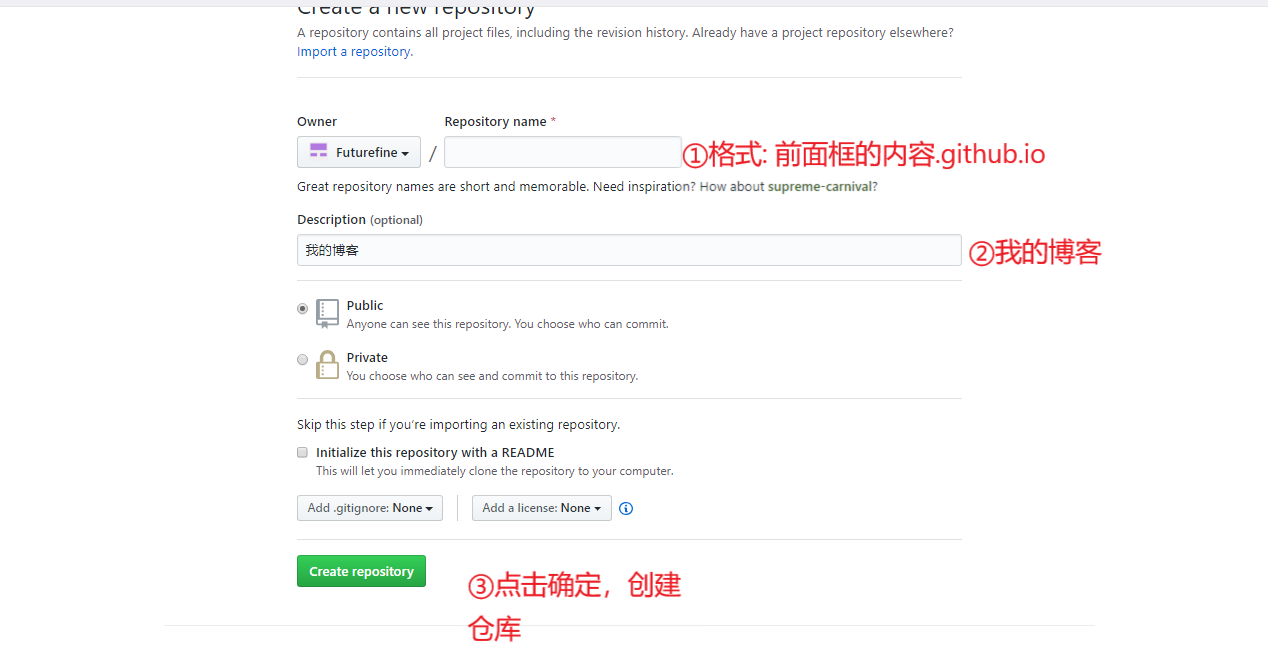 Create a new repository
A repository contains all project files, including the revision history. Already have a project repository elsewhere?
Import a repository.
Owner
Repository name *
Futurefine
/
①格式: 前面框的内容.github.io
Great repository names are short and memorable. Need inspiration? How about supreme-carnival?
Description (optional)
我的博客
②我的博客
Public
Anyone can see this repository. You choose who can commit.
Private
You choose who can see and commit to this repository.
Skip this step if you’re importing an existing repository.
Initialize this repository with a README
This will let you immediately clone the repository to your computer.
Add .gitignore: None
Add a license: None
Create repository
③点击确定，创建
仓库